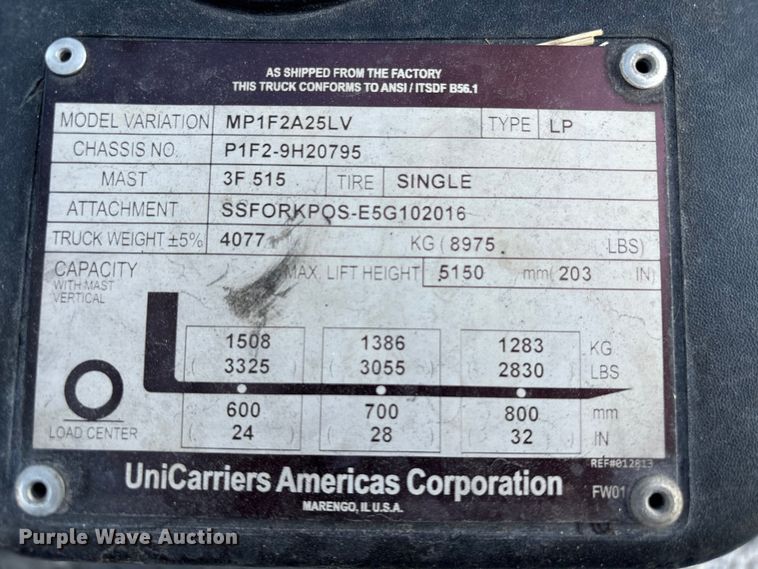 AS SHIPPED FROM THE FACTORY
THIS TRUCK CONFORMS TO ANSI / ITSDF B56.1
MODEL VARIATION MP1F2A25LV TYPE LP
CHASSIS NO. P1F2-9H20795
MAST 3F 515 TIRE SINGLE
ATTACHMENT SSFORKPOS-E5G102016
TRUCK WEIGHT ±5% 4077 KG ( 8975 LBS)
CAPACITY MAX. LIFT HEIGHT 5150 mm( 203 IN)
WITH MAST
VERTICAL
1508 1386 1283 KG
( 3325 ) ( 3055 ) ( 2830 ) LBS
600 700 800 mm
LOAD CENTER ( 24 ) ( 28 ) ( 32 ) IN
REF#012813
UniCarriers Americas Corporation FW01
MARENGO, IL U.S.A.
Purple Wave Auction